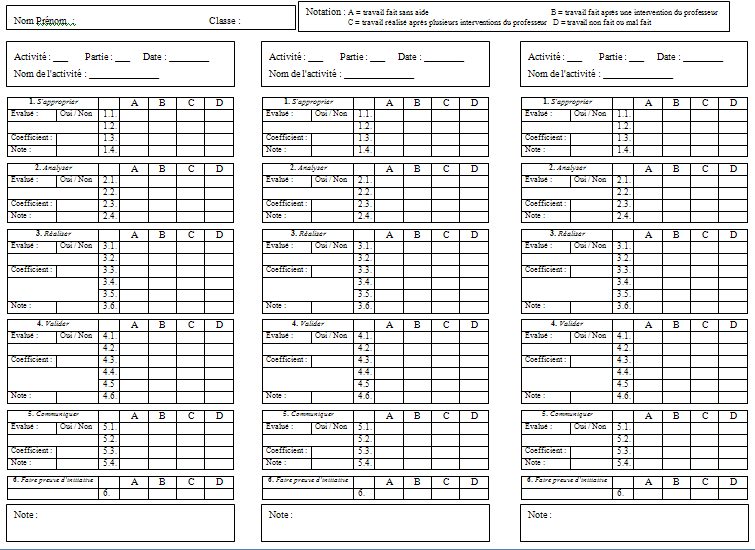 Nom Prénom : Classe :
Notation : A = travail fait sans aide B = travail fait après une intervention du professeur
C = travail réalisé après plusieurs interventions du professeur D = travail non fait ou mal fait
Activité : ___ Partie : ___ Date : ________
Nom de l'activité : ______________
1. S'approprier A B C D
Evalué : Oui / Non 1.1.
1.2.
Coefficient : 1.3.
Note : 1.4.
2. Analyser A B C D
Evalué : Oui / Non 2.1
2.2
Coefficient : 2.3.
Note : 2.4.
3. Réaliser A B C D
Evalué : Oui / Non 3.1.
3.2
Coefficient : 3.3.
3.4.
3.5.
Note : 3.6.
4. Valider A B C D
Evalué : Oui / Non 4.1.
4.2
Coefficient : 4.3.
4.4.
4.5
Note : 4.6.
5. Communiquer A B C D
Evalué : Oui / Non 5.1.
5.2
Coefficient : 5.3.
Note : 5.4.
6. Faire preuve d'initiative A B C D
6.
Note :
Activité : ___ Partie : ___ Date : ________
Nom de l'activité : ______________
1. S'approprier A B C D
Evalué : Oui / Non 1.1.
1.2.
Coefficient : 1.3.
Note : 1.4.
2. Analyser A B C D
Evalué : Oui / Non 2.1
2.2
Coefficient : 2.3.
Note : 2.4.
3. Réaliser A B C D
Evalué : Oui / Non 3.1.
3.2
Coefficient : 3.3.
3.4.
3.5.
Note : 3.6.
4. Valider A B C D
Evalué : Oui / Non 4.1.
4.2
Coefficient : 4.3.
4.4.
4.5
Note : 4.6.
5. Communiquer A B C D
Evalué : Oui / Non 5.1.
5.2
Coefficient : 5.3.
Note : 5.4.
6. Faire preuve d'initiative A B C D
6.
Note :
Activité : ___ Partie : ___ Date : ________
Nom de l'activité : ______________
1. S'approprier A B C D
Evalué : Oui / Non 1.1.
1.2.
Coefficient : 1.3.
Note : 1.4.
2. Analyser A B C D
Evalué : Oui / Non 2.1
2.2
Coefficient : 2.3.
Note : 2.4.
3. Réaliser A B C D
Evalué : Oui / Non 3.1.
3.2
Coefficient : 3.3.
3.4.
3.5.
Note : 3.6.
4. Valider A B C D
Evalué : Oui / Non 4.1.
4.2
Coefficient : 4.3.
4.4.
4.5
Note : 4.6.
5. Communiquer A B C D
Evalué : Oui / Non 5.1.
5.2
Coefficient : 5.3.
Note : 5.4.
6. Faire preuve d'initiative A B C D
6.
Note :